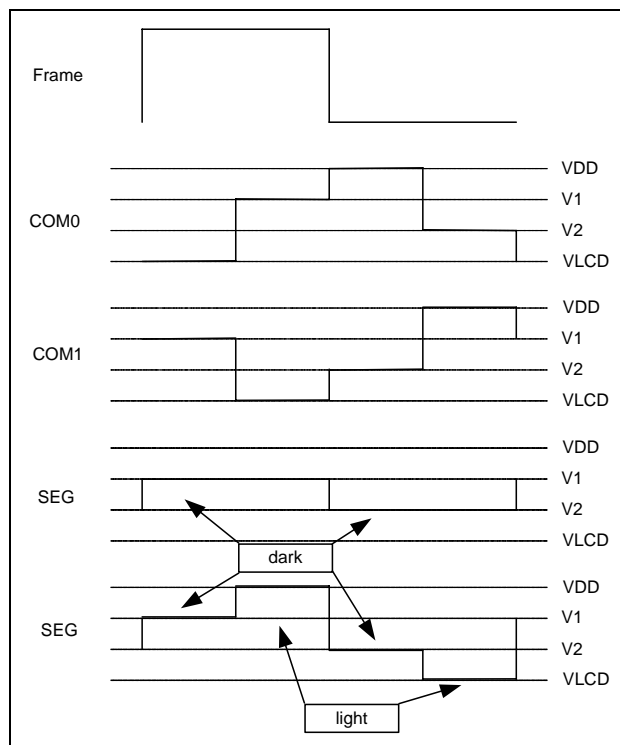 Frame
VDD
V1
COM0
V2
VLCD
VDD
V1
COM1
V2
VLCD
VDD
V1
SEG
V2
VLCD
dark
VDD
V1
SEG
V2
VLCD
light